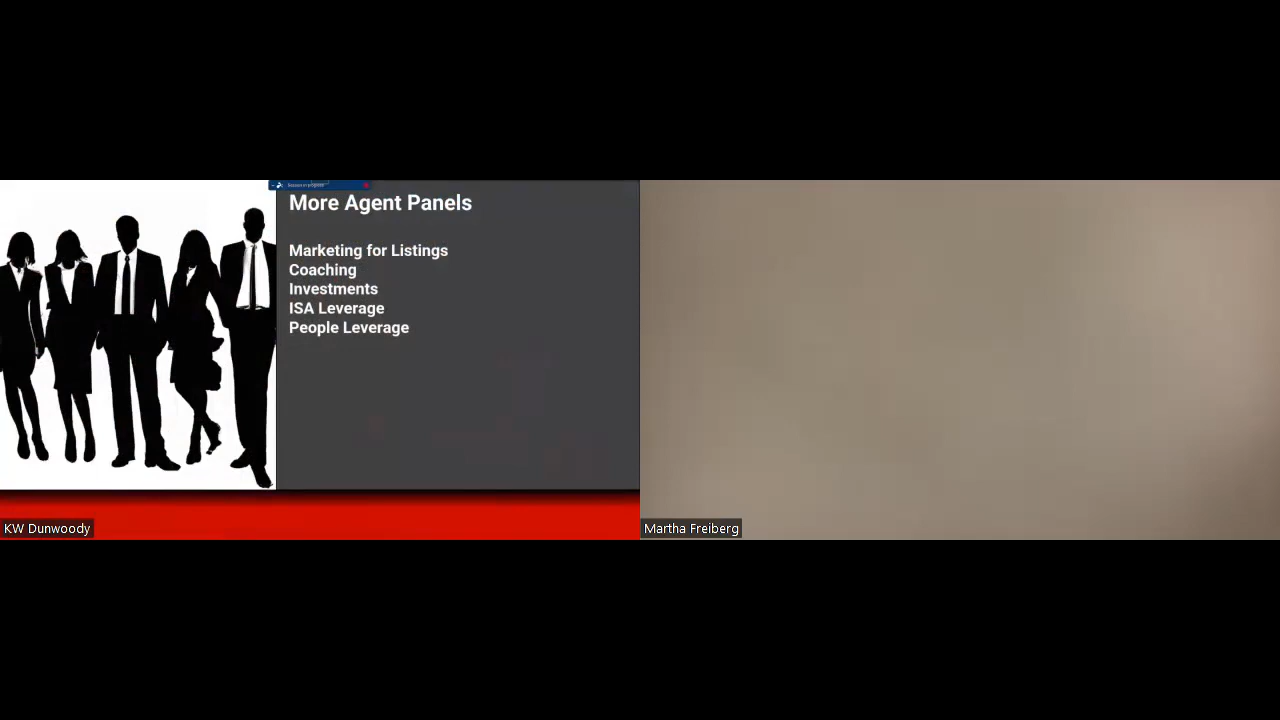 More Agent Panels
Marketing for Listings
Coaching
Investments
ISA Leverage
People Leverage
KW Dunwoody
Martha Freiberg